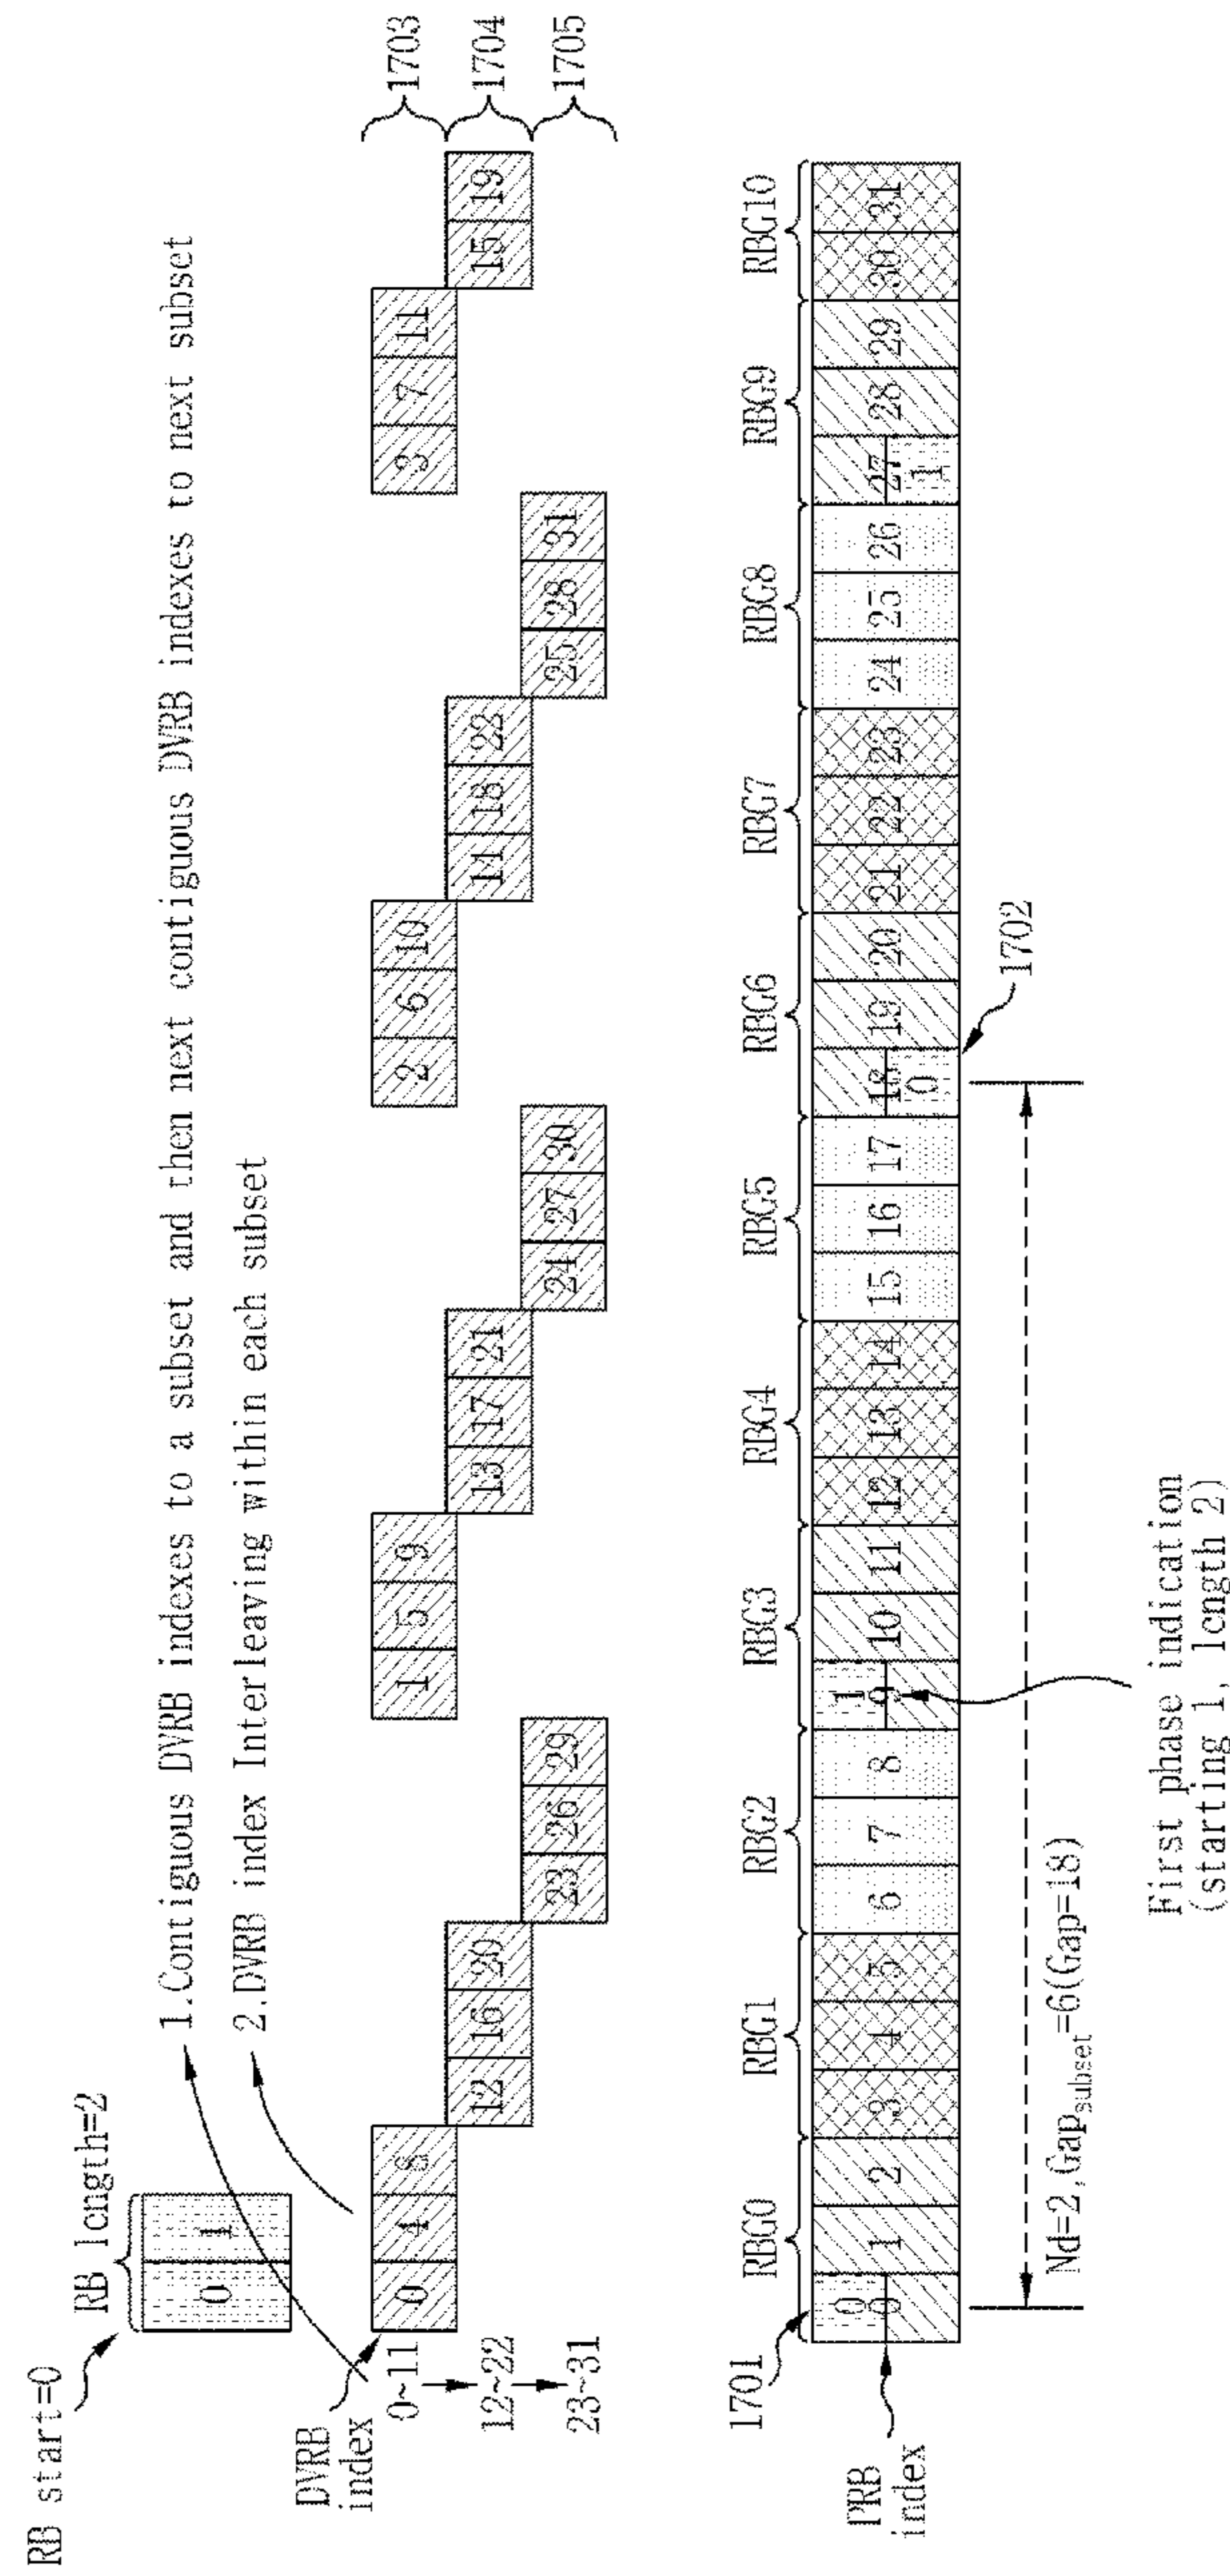 RB start=0
RB length=2
0 1
1.Contiguous DVRB indexes to a subset and then next contiguous DVRB indexes to next subset
2.DVRB index Interleaving within each subset
DVRB
index
0~11
0 4 8 1 5 9 2 6 10 3 7 11
1703
12~22
12 16 20 13 17 21 14 18 22 15 19
1704
23~31
23 26 29 24 27 30 25 28 31
1705
1701
RBG0 RBG1 RBG2 RBG3 RBG4 RBG5 RBG6 RBG7 RBG8 RBG9 RBG10
0 1
PRB
index
0 1 2 3 4 5 6 7 8 9 10 11 12 13 14 15 16 17 18 19 20 21 22 23 24 25 26 27 28 29 30 31
0 1
1702
Nd=2,Gapsubset=6(Gap=18)
First phase indication
(starting 1, length 2)